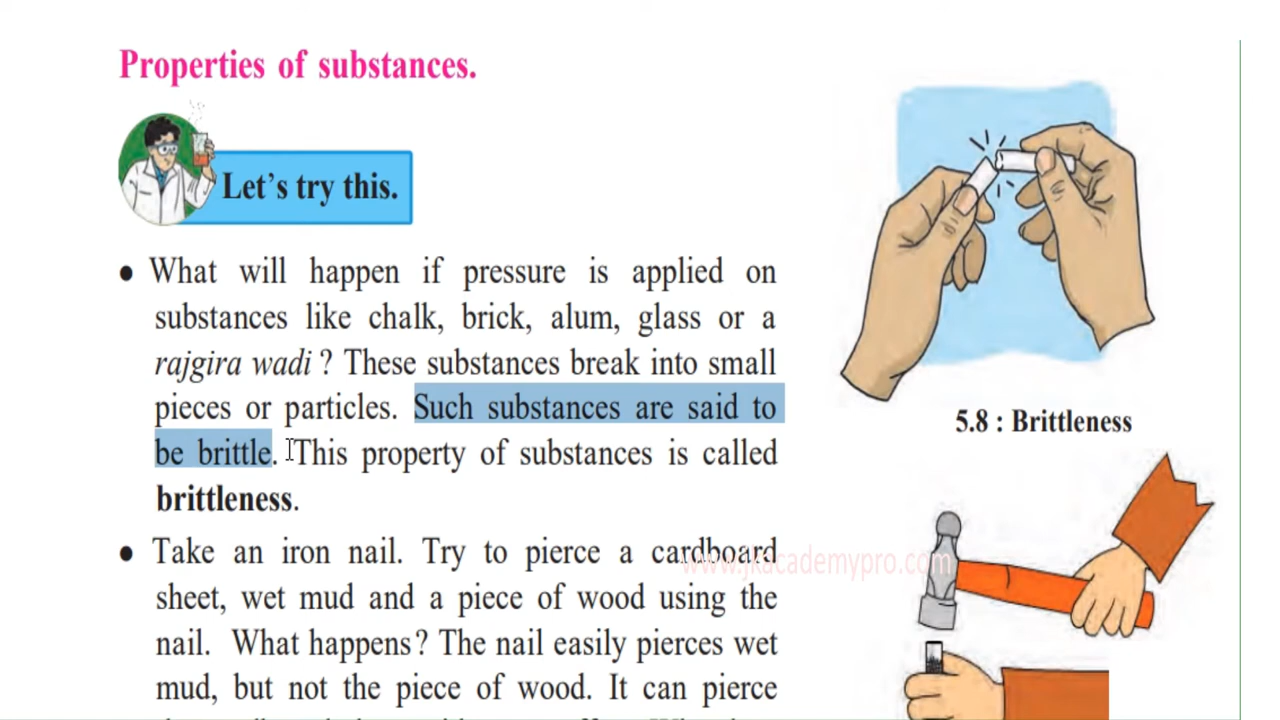 Properties of substances.
Let's try this.
• What will happen if pressure is applied on
substances like chalk, brick, alum, glass or a
rajgira wadi ? These substances break into small
pieces or particles. Such substances are said to
be brittle. This property of substances is called
brittleness.
5.8 : Brittleness
• Take an iron nail. Try to pierce a cardboard
www.jkacademypro.com
sheet, wet mud and a piece of wood using the
nail. What happens? The nail easily pierces wet
mud, but not the piece of wood. It can pierce